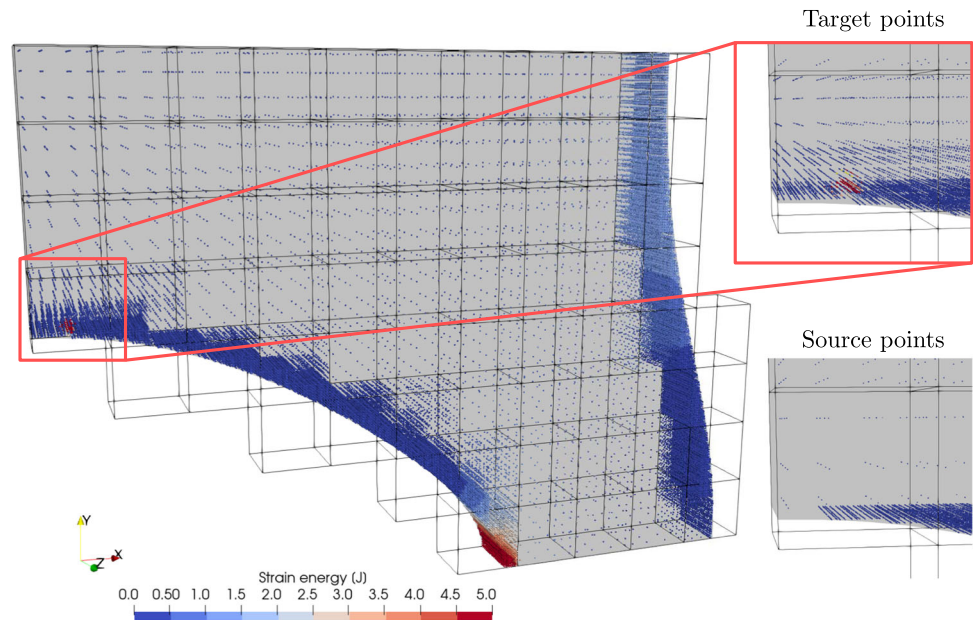 Target points
Source points
Y
X
Z
Strain energy (J)
0.0 0.50 1.0 1.5 2.0 2.5 3.0 3.5 4.0 4.5 5.0